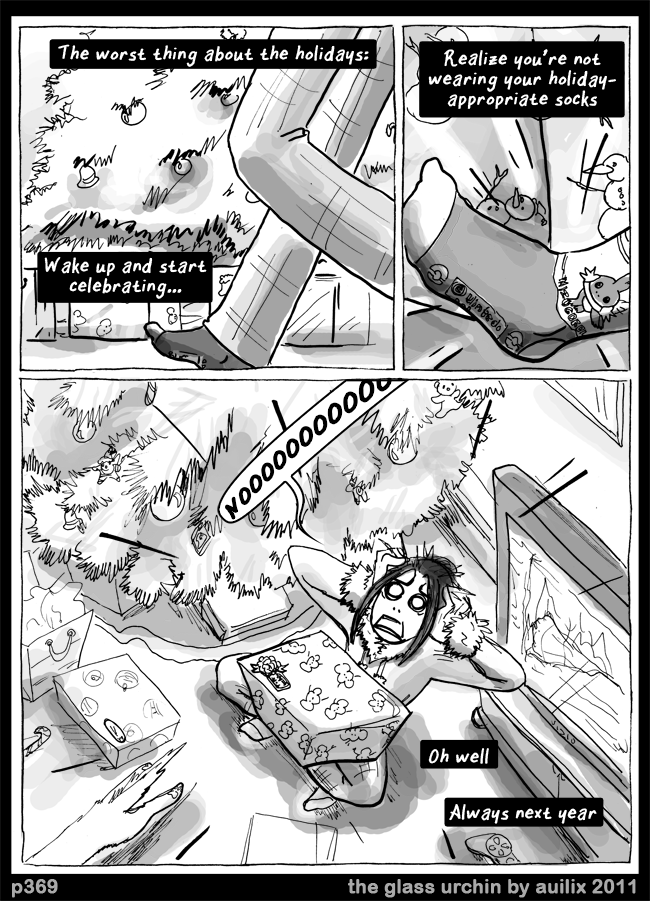 The worst thing about the holidays:
Wake up and start
celebrating...
Realize you're not
wearing your holiday-
appropriate socks
NOOOOOOOOOOOO
Oh well
Always next year
p369
the glass urchin by auilix 2011